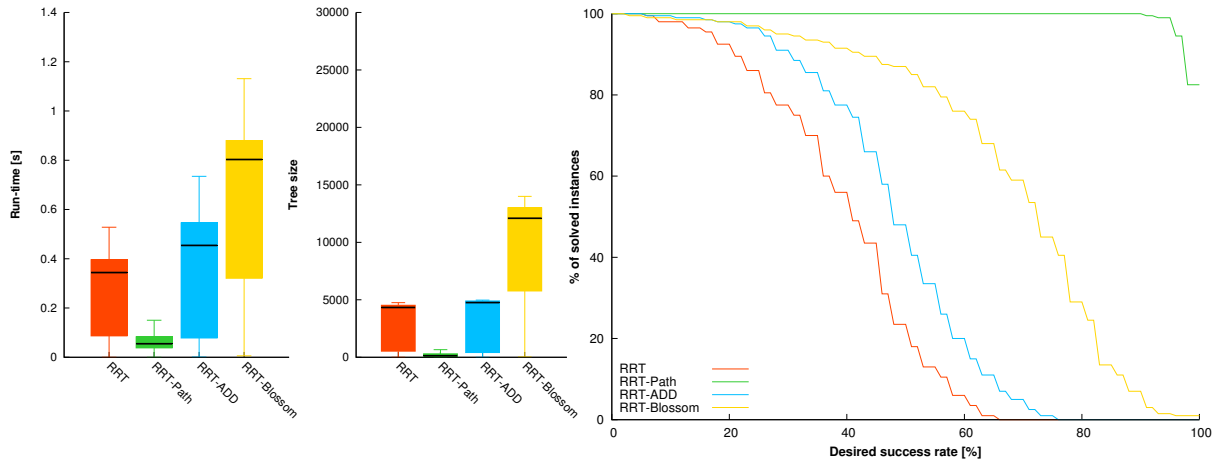 Run-time [s]
1.4
1.2
1
0.8
0.6
0.4
0.2
0
RRT
RRT-Path
RRT-ADD
RRT-Blossom
Tree size
30000
25000
20000
15000
10000
5000
0
RRT
RRT-Path
RRT-ADD
RRT-Blossom
% of solved instances
100
80
60
40
20
0
RRT
RRT-Path
RRT-ADD
RRT-Blossom
0 20 40 60 80 100
Desired success rate [%]